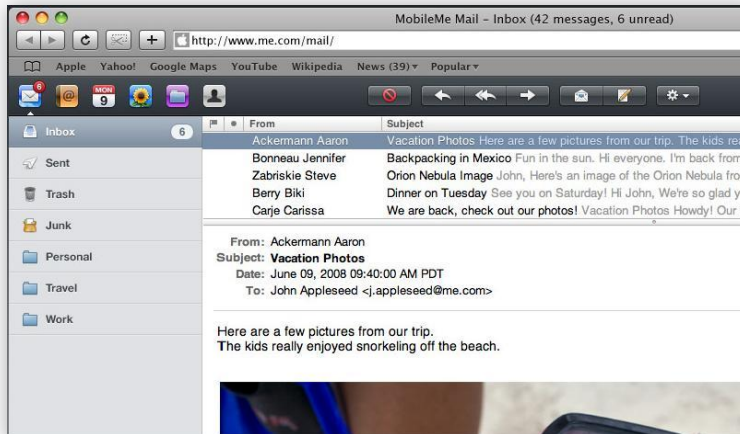 MobileMe Mail – Inbox (42 messages, 6 unread)
http://www.me.com/mail/
Apple Yahoo! Google Maps YouTube Wikipedia News (39) Popular
6
MON
9
Inbox 6
Sent
Trash
Junk
Personal
Travel
Work
From Subject
Ackermann Aaron Vacation Photos Here are a few pictures from our trip. The kids rea
Bonneau Jennifer Backpacking in Mexico Fun in the sun. Hi everyone. I'm back from
Zabriskie Steve Orion Nebula Image John, Here's an image of the Orion Nebula fro
Berry Biki Dinner on Tuesday See you on Saturday! Hi John, We're so glad y
Carje Carissa We are back, check out our photos! Vacation Photos Howdy! Our
From: Ackermann Aaron
Subject: Vacation Photos
Date: June 09, 2008 09:40:00 AM PDT
To: John Appleseed <j.appleseed@me.com>
Here are a few pictures from our trip.
The kids really enjoyed snorkeling off the beach.